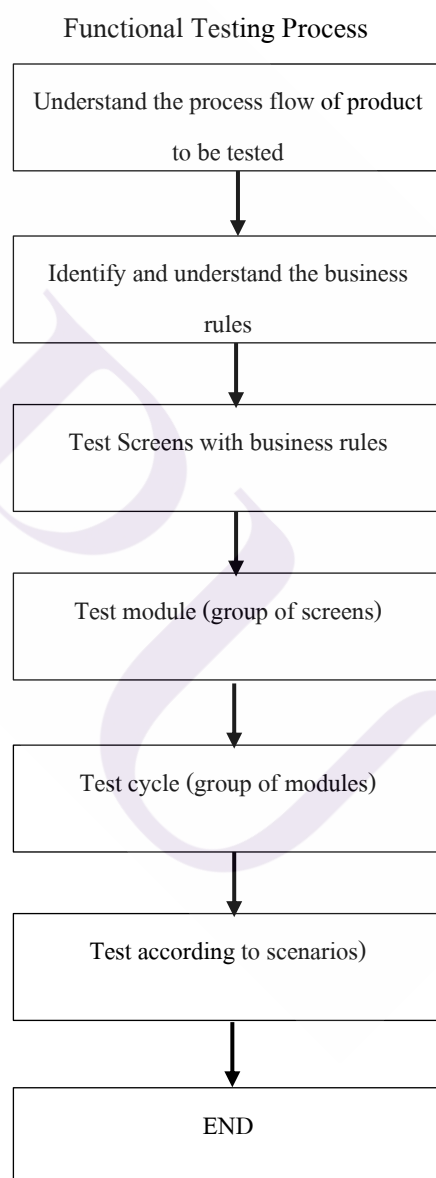 Functional Testing Process
Understand the process flow of product
to be tested
Identify and understand the business
rules
Test Screens with business rules
Test module (group of screens)
Test cycle (group of modules)
Test according to scenarios)
END